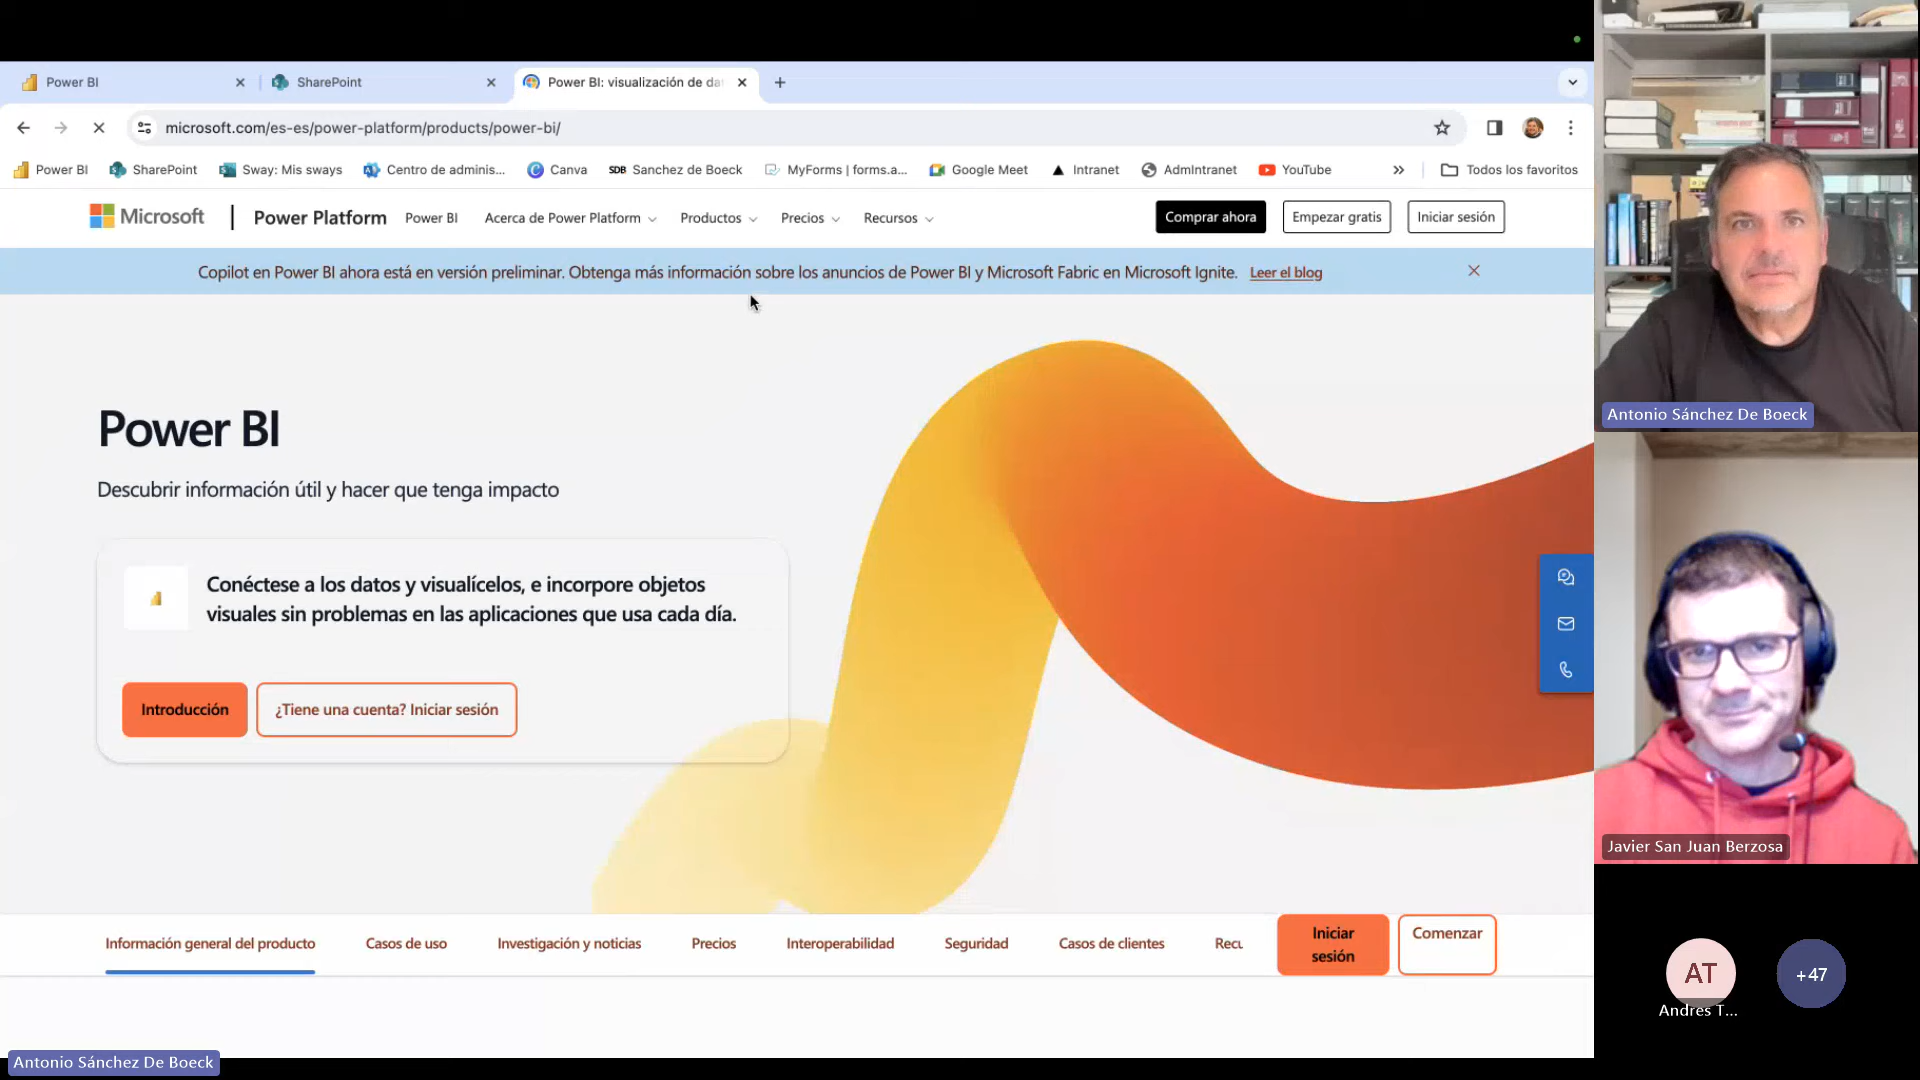 Power BI
SharePoint
Power BI: visualización de da
microsoft.com/es-es/power-platform/products/power-bi/
Power BI
SharePoint
Sway: Mis sways
Centro de adminis...
Canva
SDB Sanchez de Boeck
MyForms | forms.a...
Google Meet
Intranet
AdmIntranet
YouTube
Todos los favoritos
Microsoft
Power Platform
Power BI
Acerca de Power Platform
Productos
Precios
Recursos
Comprar ahora
Empezar gratis
Iniciar sesión
Copilot en Power BI ahora está en versión preliminar. Obtenga más información sobre los anuncios de Power BI y Microsoft Fabric en Microsoft Ignite. Leer el blog
Power BI
Descubrir información útil y hacer que tenga impacto
Conéctese a los datos y visualícelos, e incorpore objetos
visuales sin problemas en las aplicaciones que usa cada día.
Introducción
¿Tiene una cuenta? Iniciar sesión
Información general del producto
Casos de uso
Investigación y noticias
Precios
Interoperabilidad
Seguridad
Casos de clientes
Recu
Iniciar
sesión
Comenzar
Antonio Sánchez De Boeck
Antonio Sánchez De Boeck
Javier San Juan Berzosa
AT
Andres T...
+47